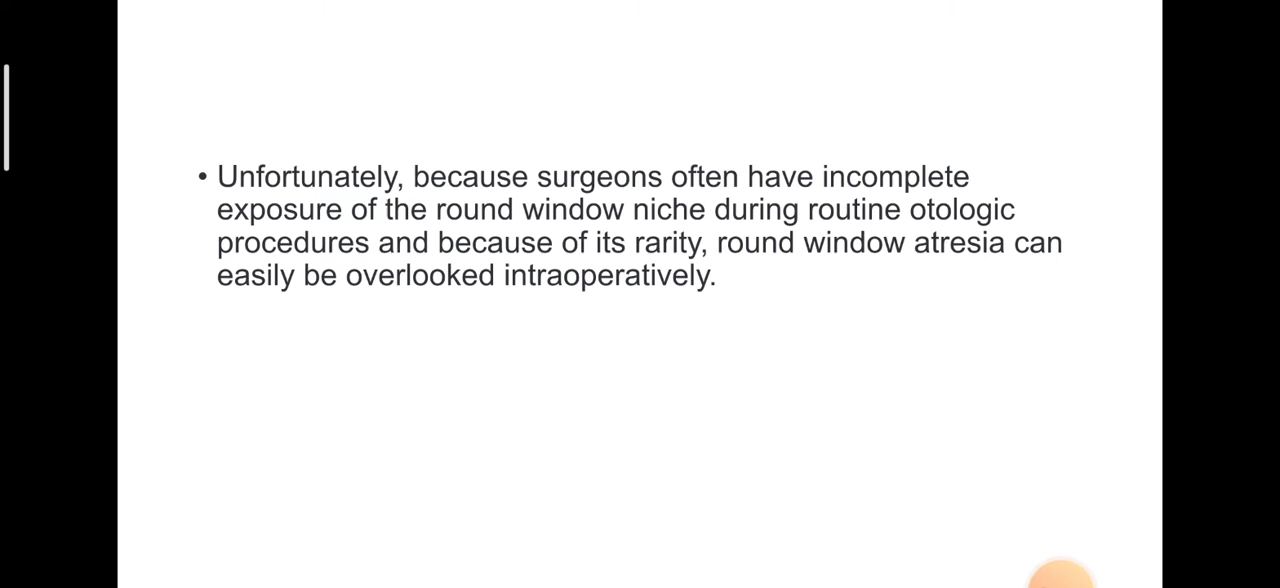 • Unfortunately, because surgeons often have incomplete
exposure of the round window niche during routine otologic
procedures and because of its rarity, round window atresia can
easily be overlooked intraoperatively.